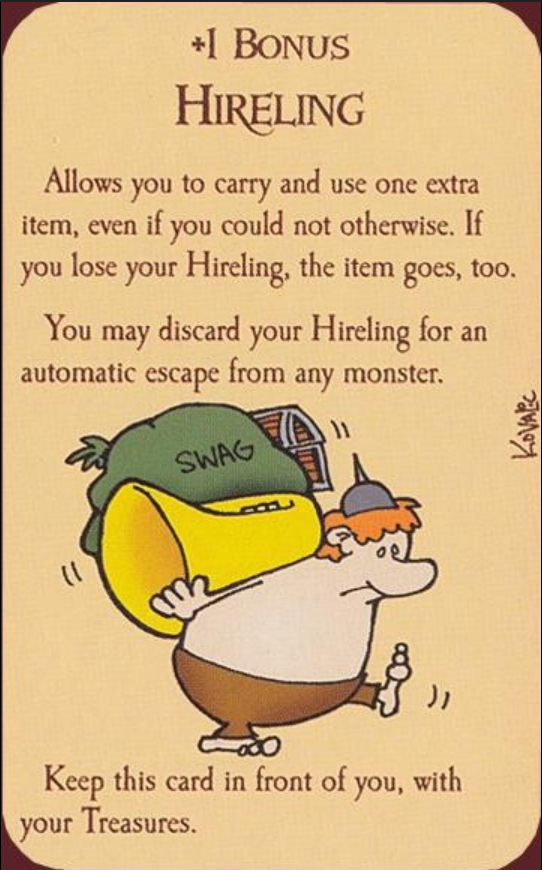 +1 Bonus
Hireling
Allows you to carry and use one extra
item, even if you could not otherwise. If
you lose your Hireling, the item goes, too.
You may discard your Hireling for an
automatic escape from any monster.
SWAG
Kovalic
Keep this card in front of you, with
your Treasures.